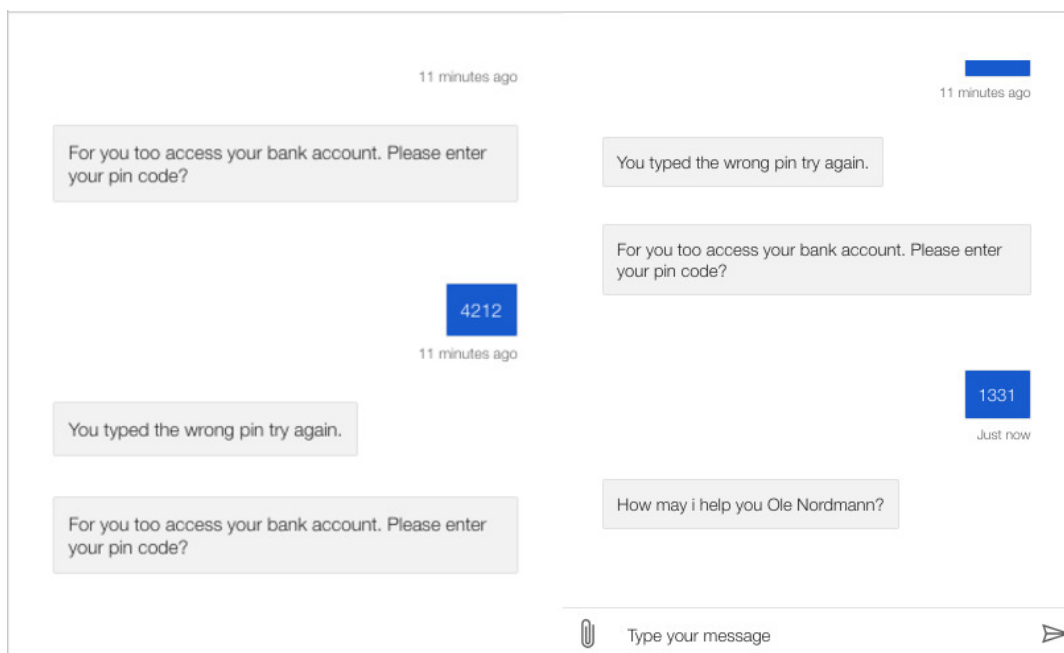 11 minutes ago
For you too access your bank account. Please enter
your pin code?
4212
11 minutes ago
You typed the wrong pin try again.
For you too access your bank account. Please enter
your pin code?
11 minutes ago
You typed the wrong pin try again.
For you too access your bank account. Please enter
your pin code?
1331
Just now
How may i help you Ole Nordmann?
Type your message